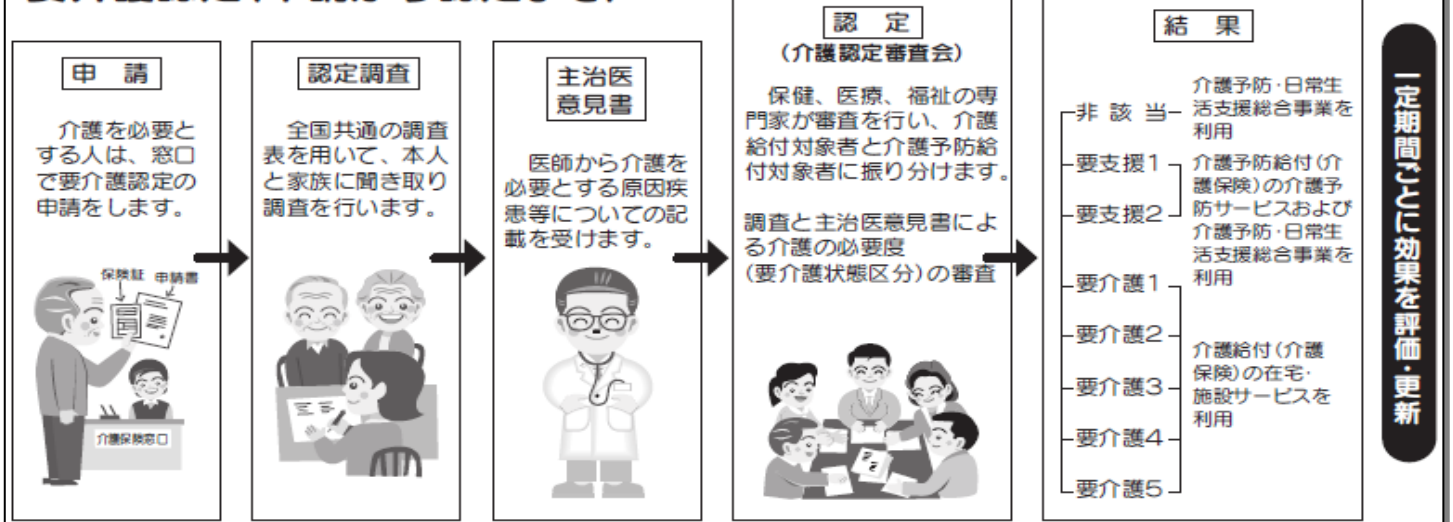 申　請
介護を必要と
する人は、窓口
で要介護認定の
申請をします。
保険証
申請書
介護保険窓口
認定調査
全国共通の調査
表を用いて、本人
と家族に聞き取り
調査を行います。
主治医
意見書
医師から介護を
必要とする原因疾
患等についての記
載を受けます。
認　定
(介護認定審査会)
保健、医療、福祉の専
門家が審査を行い、介護
給付対象者と介護予防給
付対象者に振り分けます。
調査と主治医意見書によ
る介護の必要度
(要介護状態区分)の審査
結　果
非 該 当
介護予防・日常生
活支援総合事業を
利用
要支援1
要支援2
介護予防給付(介
護保険)の介護予
防サービスおよび
介護予防・日常生
活支援総合事業を
利用
要介護1
要介護2
要介護3
要介護4
要介護5
介護給付(介護
保険)の在宅・
施設サービスを
利用
一定期間ごとに効果を評価・更新